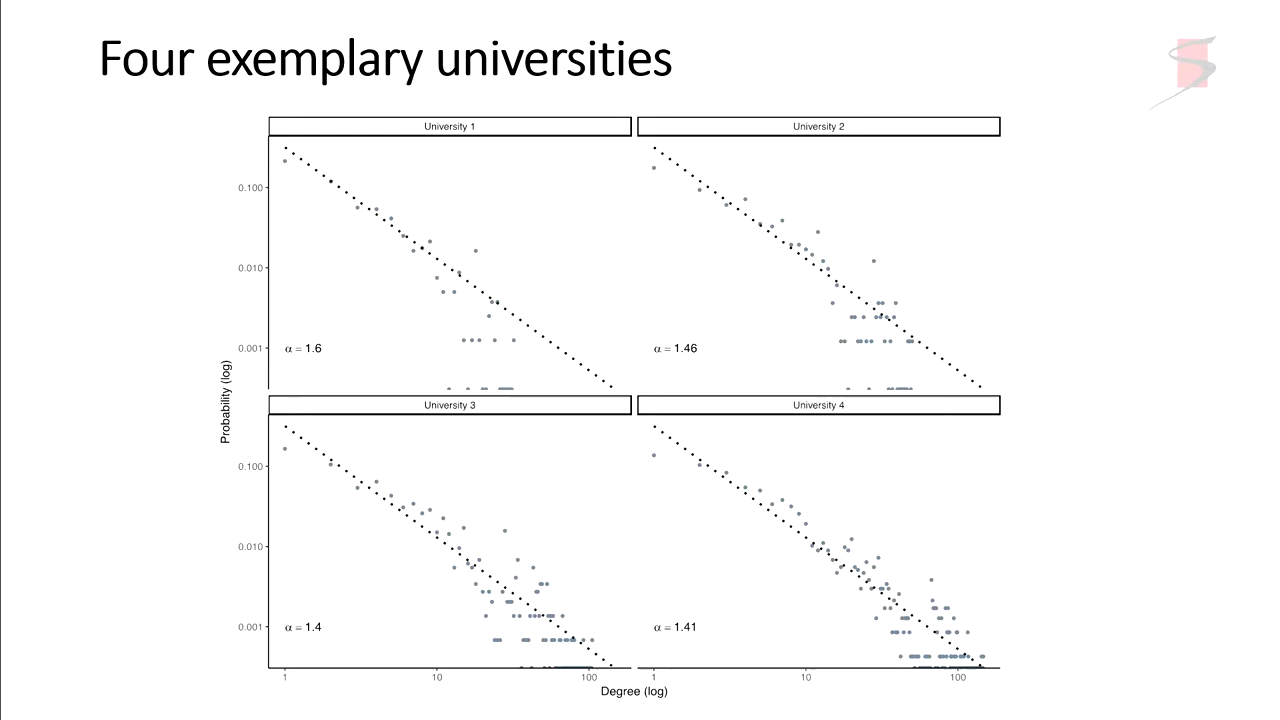 Four exemplary universities
University 1
University 2
0.100
0.010
0.001
α = 1.6
α = 1.46
University 3
University 4
Probability (log)
0.100
0.010
0.001
α = 1.4
α = 1.41
1
10
100
1
10
100
Degree (log)